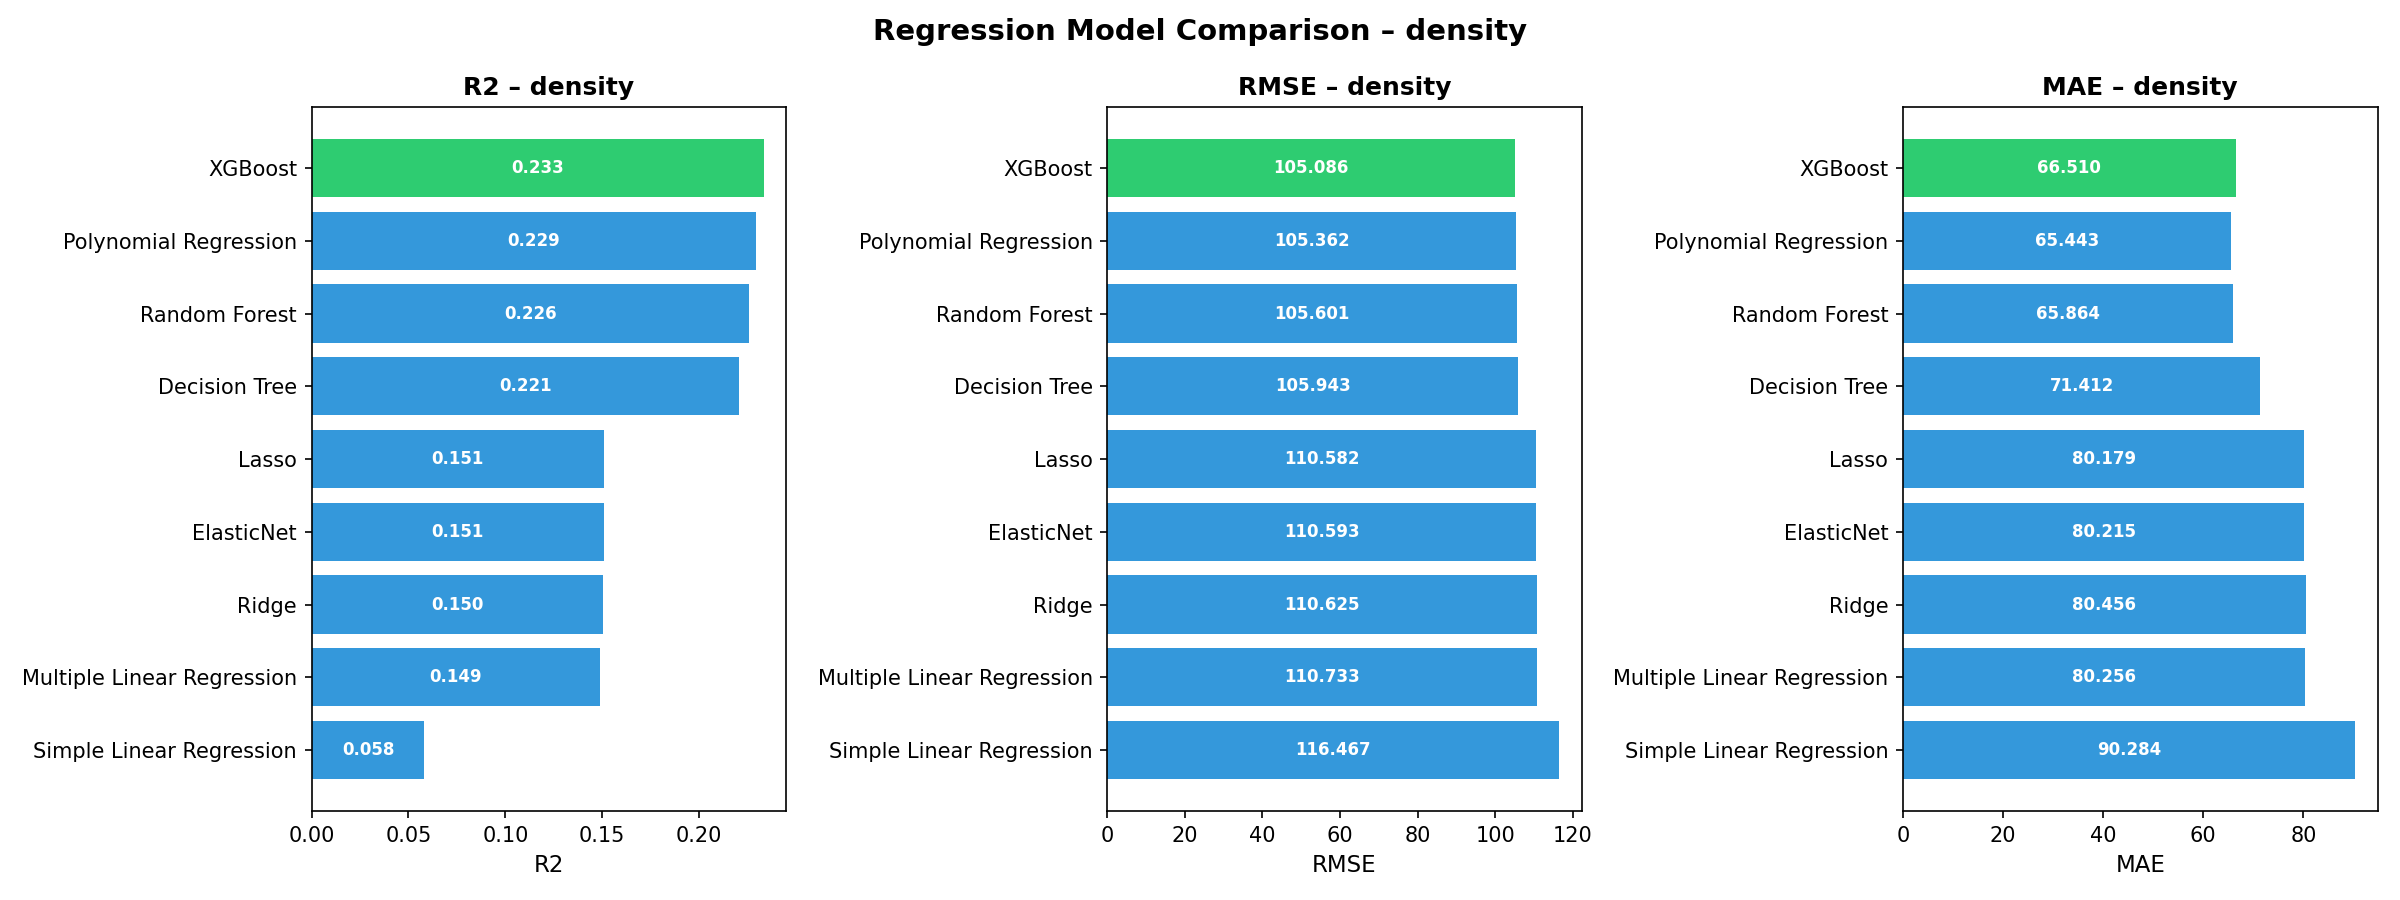 Regression Model Comparison – density
R2 – density
XGBoost
0.233
Polynomial Regression
0.229
Random Forest
0.226
Decision Tree
0.221
Lasso
0.151
ElasticNet
0.151
Ridge
0.150
Multiple Linear Regression
0.149
Simple Linear Regression
0.058
0.00 0.05 0.10 0.15 0.20
R2
RMSE – density
XGBoost
105.086
Polynomial Regression
105.362
Random Forest
105.601
Decision Tree
105.943
Lasso
110.582
ElasticNet
110.593
Ridge
110.625
Multiple Linear Regression
110.733
Simple Linear Regression
116.467
0 20 40 60 80 100 120
RMSE
MAE – density
XGBoost
66.510
Polynomial Regression
65.443
Random Forest
65.864
Decision Tree
71.412
Lasso
80.179
ElasticNet
80.215
Ridge
80.456
Multiple Linear Regression
80.256
Simple Linear Regression
90.284
0 20 40 60 80
MAE